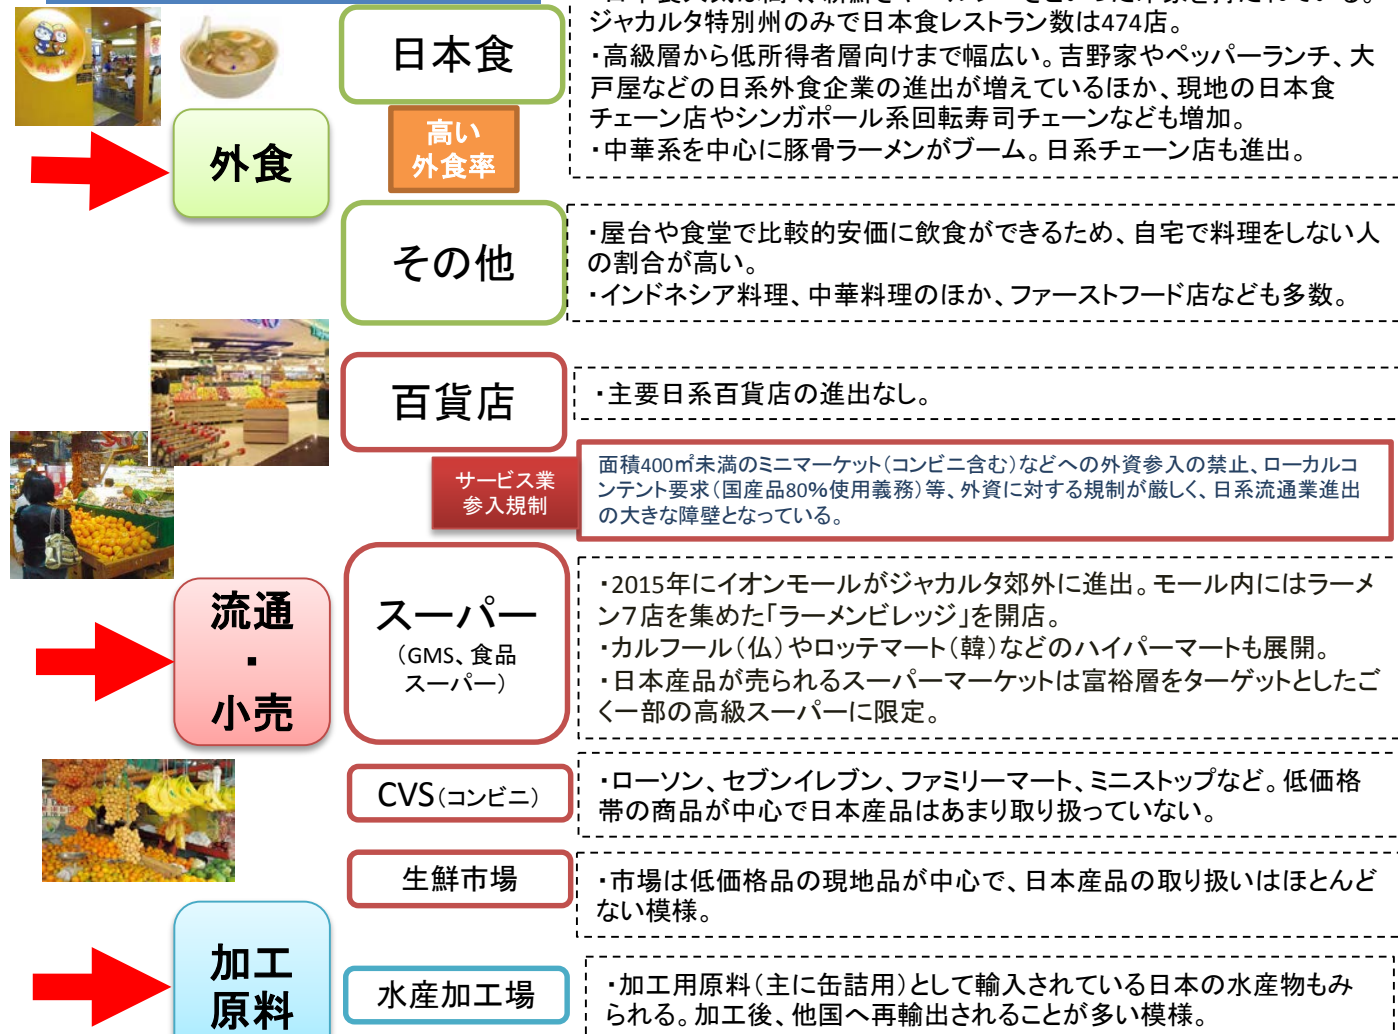 日本食
ジャカルタ特別州のみで日本食レストラン数は474店。
・高級層から低所得者層向けまで幅広い。吉野家やペッパーランチ、大
戸屋などの日系外食企業の進出が増えているほか、現地の日本食
チェーン店やシンガポール系回転寿司チェーンなども増加。
・中華系を中心に豚骨ラーメンがブーム。日系チェーン店も進出。
外食
高い
外食率
その他
・屋台や食堂で比較的安価に飲食ができるため、自宅で料理をしない人
の割合が高い。
・インドネシア料理、中華料理のほか、ファーストフード店なども多数。
百貨店
・主要日系百貨店の進出なし。
サービス業
参入規制
面積400㎡未満のミニマーケット(コンビニ含む)などへの外資参入の禁止、ローカルコ
ンテント要求(国産品80%使用義務)等、外資に対する規制が厳しく、日系流通業進出
の大きな障壁となっている。
流通
・
小売
スーパー
(GMS、食品
スーパー)
・2015年にイオンモールがジャカルタ郊外に進出。モール内にはラーメ
ン7店を集めた「ラーメンビレッジ」を開店。
・カルフール(仏)やロッテマート(韓)などのハイパーマートも展開。
・日本産品が売られるスーパーマーケットは富裕層をターゲットとしたご
く一部の高級スーパーに限定。
CVS(コンビニ)
・ローソン、セブンイレブン、ファミリーマート、ミニストップなど。低価格
帯の商品が中心で日本産品はあまり取り扱っていない。
生鮮市場
・市場は低価格品の現地品が中心で、日本産品の取り扱いはほとんど
ない模様。
加工
原料
水産加工場
・加工用原料(主に缶詰用)として輸入されている日本の水産物もみ
られる。加工後、他国へ再輸出されることが多い模様。